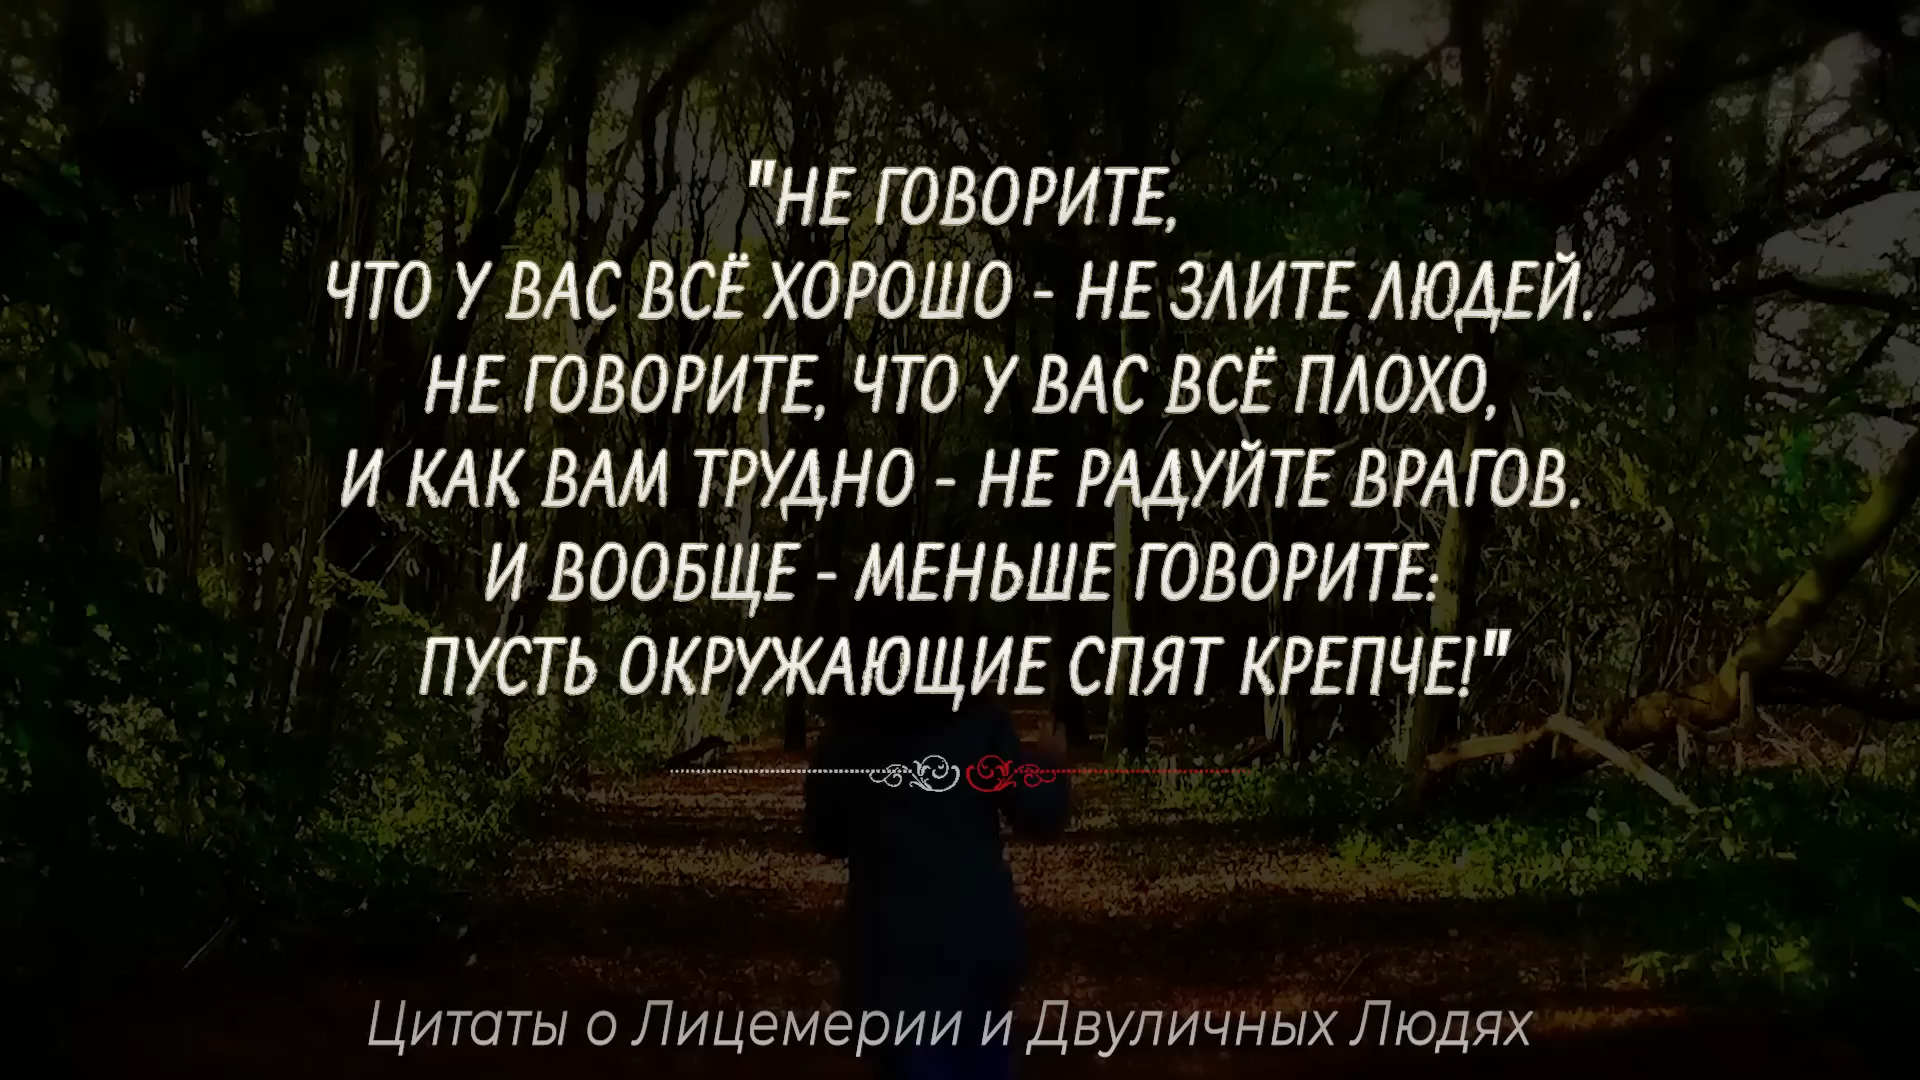 "НЕ ГОВОРИТЕ,
ЧТО У ВАС ВСЁ ХОРОШО - НЕ ЗЛИТЕ ЛЮДЕЙ.
НЕ ГОВОРИТЕ, ЧТО У ВАС ВСЁ ПЛОХО,
И КАК ВАМ ТРУДНО - НЕ РАДУЙТЕ ВРАГОВ.
И ВООБЩЕ - МЕНЬШЕ ГОВОРИТЕ:
ПУСТЬ ОКРУЖАЮЩИЕ СПЯТ КРЕПЧЕ!"
Цитаты о Лицемерии и Двуличных Людях